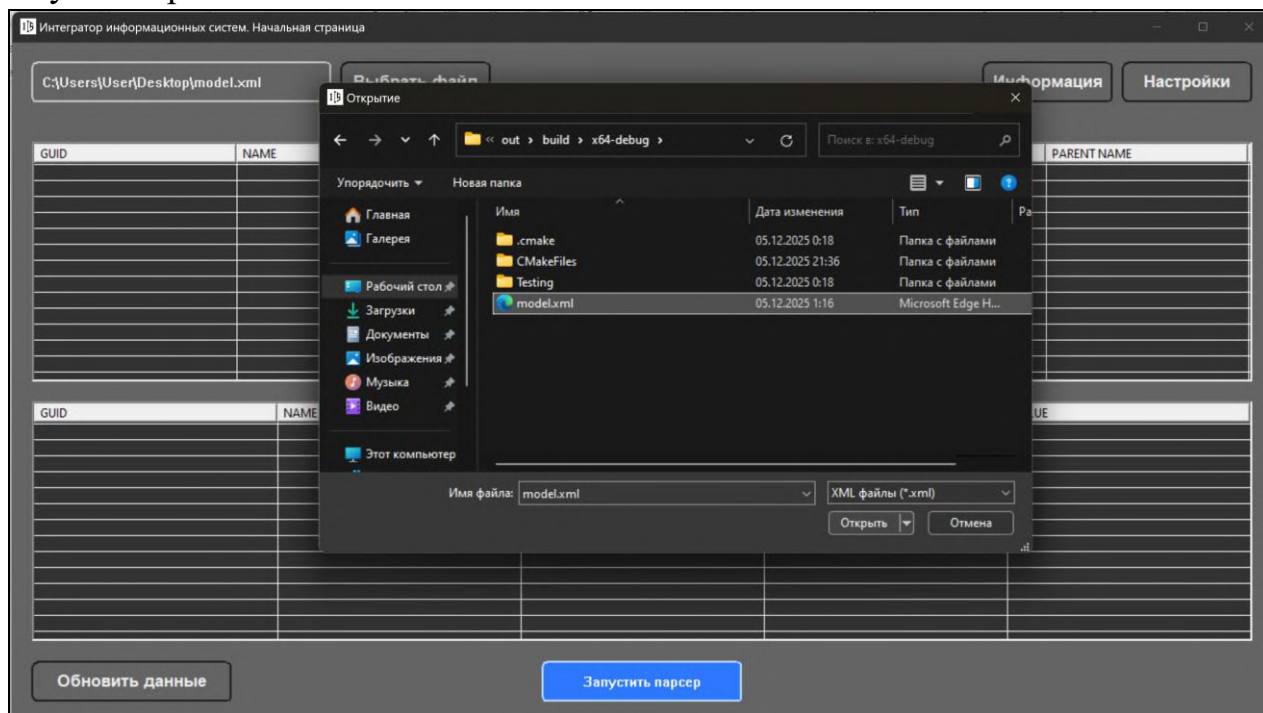 Интегратор информационных систем. Начальная страница
C:\Users\User\Desktop\model.xml
Выбрать файл
Информация
Настройки
Открытие
« out › build › x64-debug ›
Поиск в: x64-debug
GUID
NAME
PARENT NAME
Упорядочить
Новая папка
Имя
Дата изменения
Тип
Ра
Главная
Галерея
Рабочий стол
Загрузки
Документы
Изображения
Музыка
Видео
Этот компьютер
.cmake 05.12.2025 0:18 Папка с файлами
CMakeFiles 05.12.2025 21:36 Папка с файлами
Testing 05.12.2025 0:18 Папка с файлами
model.xml 05.12.2025 1:16 Microsoft Edge H...
GUID
NAME
UE
Имя файла: model.xml
XML файлы (*.xml)
Открыть
Отмена
Обновить данные
Запустить парсер